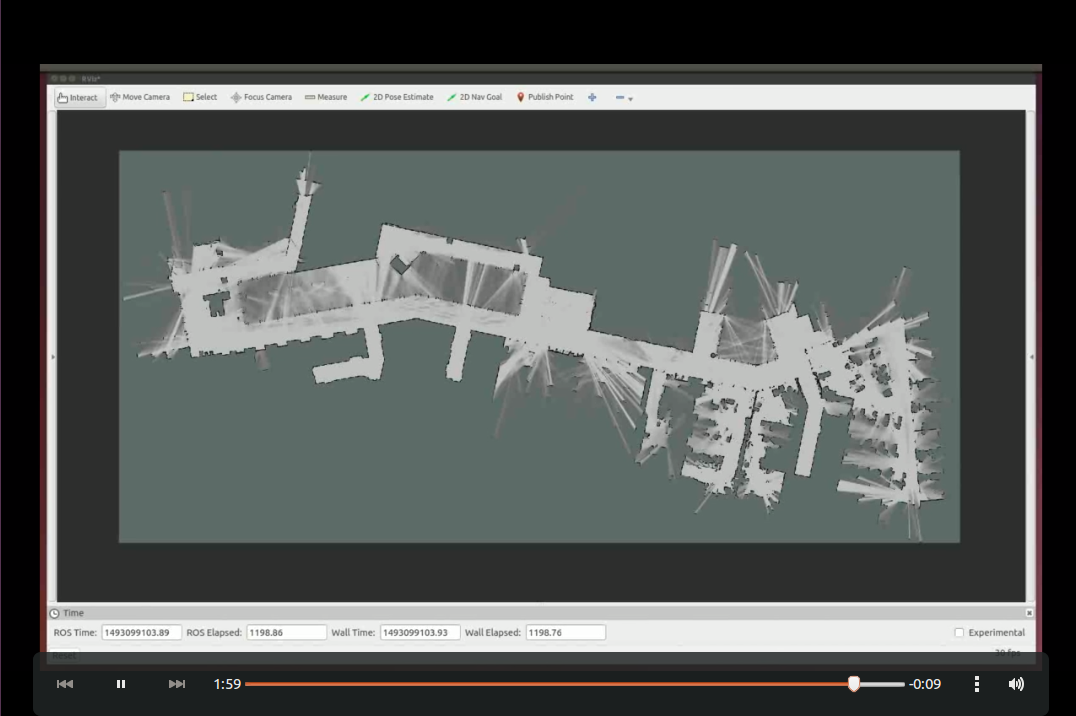 RViz*
Interact Move Camera Select Focus Camera Measure 2D Pose Estimate 2D Nav Goal Publish Point
Time
ROS Time: 1493099103.89 ROS Elapsed: 1198.86 Wall Time: 1493099103.93 Wall Elapsed: 1198.76 Experimental
Reset 30 fps
1:59 -0:09